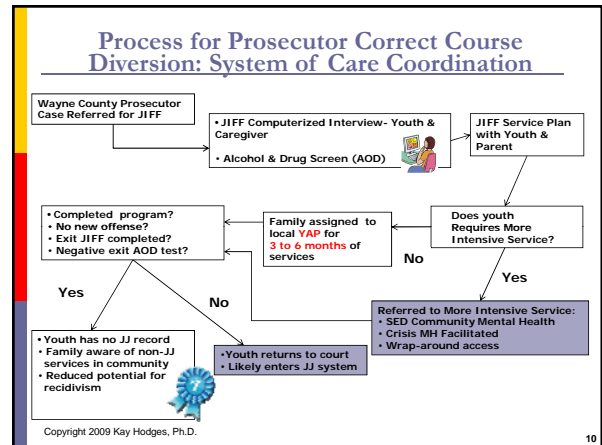 Process for Prosecutor Correct Course
Diversion: System of Care Coordination
Wayne County Prosecutor
Case Referred for JIFF
• JIFF Computerized Interview- Youth &
Caregiver
• Alcohol & Drug Screen (AOD)
JIFF Service Plan
with Youth &
Parent
• Completed program?
• No new offense?
• Exit JIFF completed?
• Negative exit AOD test?
Family assigned to
local YAP for
3 to 6 months of
services
Does youth
Requires More
Intensive Service?
No
Yes
Yes
No
Referred to More Intensive Service:
• SED Community Mental Health
• Crisis MH Facilitated
• Wrap-around access
• Youth has no JJ record
• Family aware of non-JJ
services in community
• Reduced potential for
recidivism
• Youth returns to court
• Likely enters JJ system
Copyright 2009 Kay Hodges, Ph.D.
10